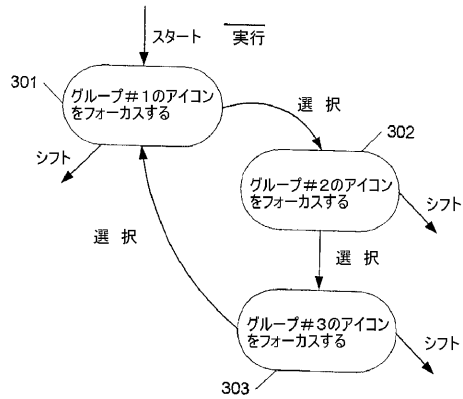 スタート
実行
301
グループ#1のアイコン
をフォーカスする
選 択
302
シフト
グループ#2のアイコン
をフォーカスする
シフト
選 択
選 択
グループ#3のアイコン
をフォーカスする
シフト
303